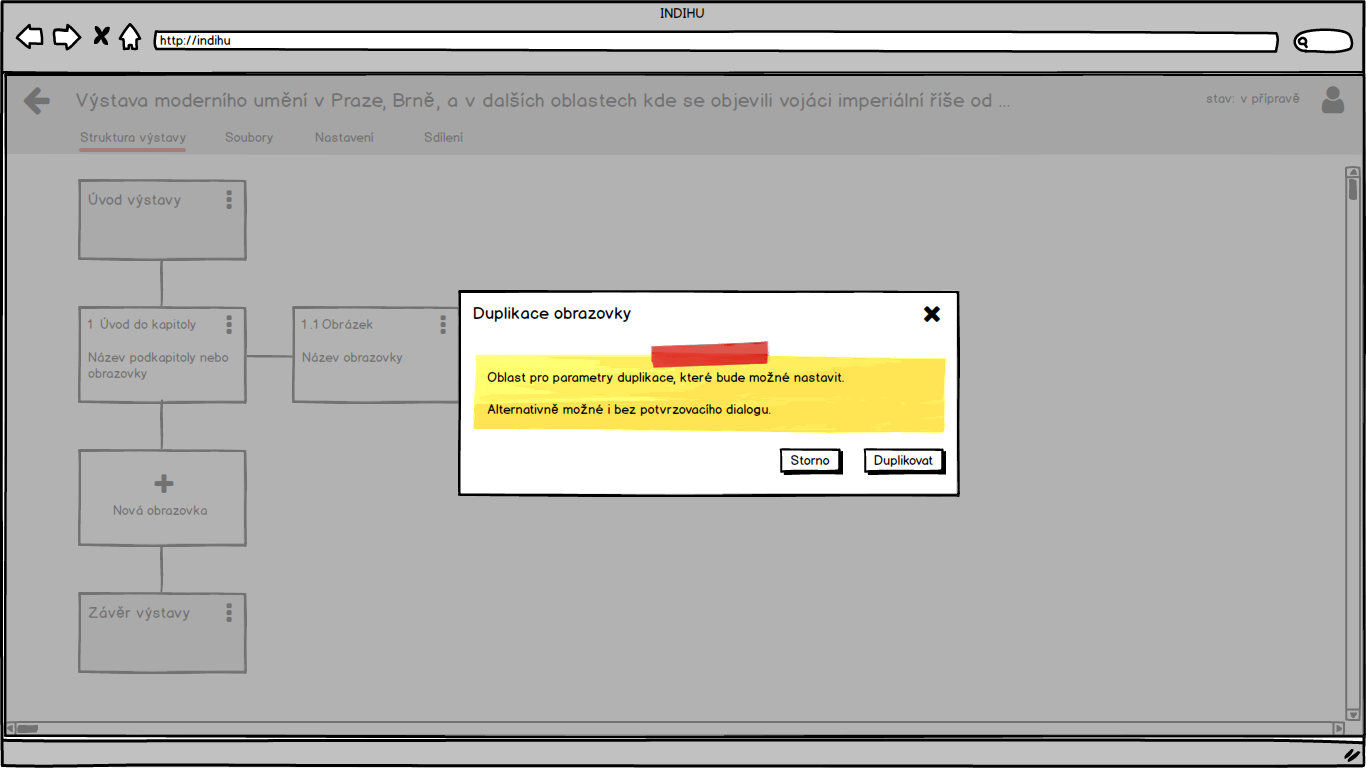 INDIHU
http://indihu
Výstava moderního umění v Praze, Brně, a v dalších oblastech kde se objevili vojáci imperiální říše od ...
stav: v přípravě
Struktura výstavy
Soubory
Nastavení
Sdílení
Úvod výstavy
1 Úvod do kapitoly
Název podkapitoly nebo
obrazovky
1.1 Obrázek
Název obrazovky
Nová obrazovka
Závěr výstavy
Duplikace obrazovky
Oblast pro parametry duplikace, které bude možné nastavit.
Alternativně možné i bez potvrzovacího dialogu.
Storno
Duplikovat